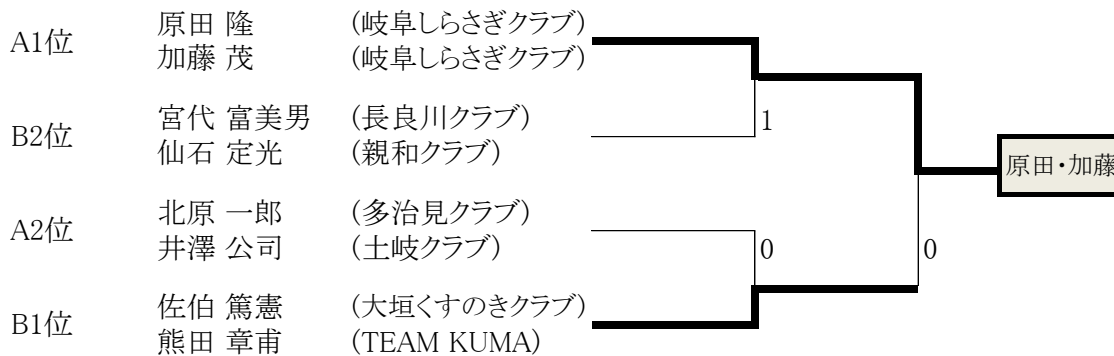 A1位 原田 隆 (岐阜しらさぎクラブ)
加藤 茂 (岐阜しらさぎクラブ)
B2位 宮代 富美男 (長良川クラブ)
仙石 定光 (親和クラブ)
1
A2位 北原 一郎 (多治見クラブ)
井澤 公司 (土岐クラブ)
0
B1位 佐伯 篤憲 (大垣くすのきクラブ)
熊田 章甫 (TEAM KUMA)
0
原田・加藤